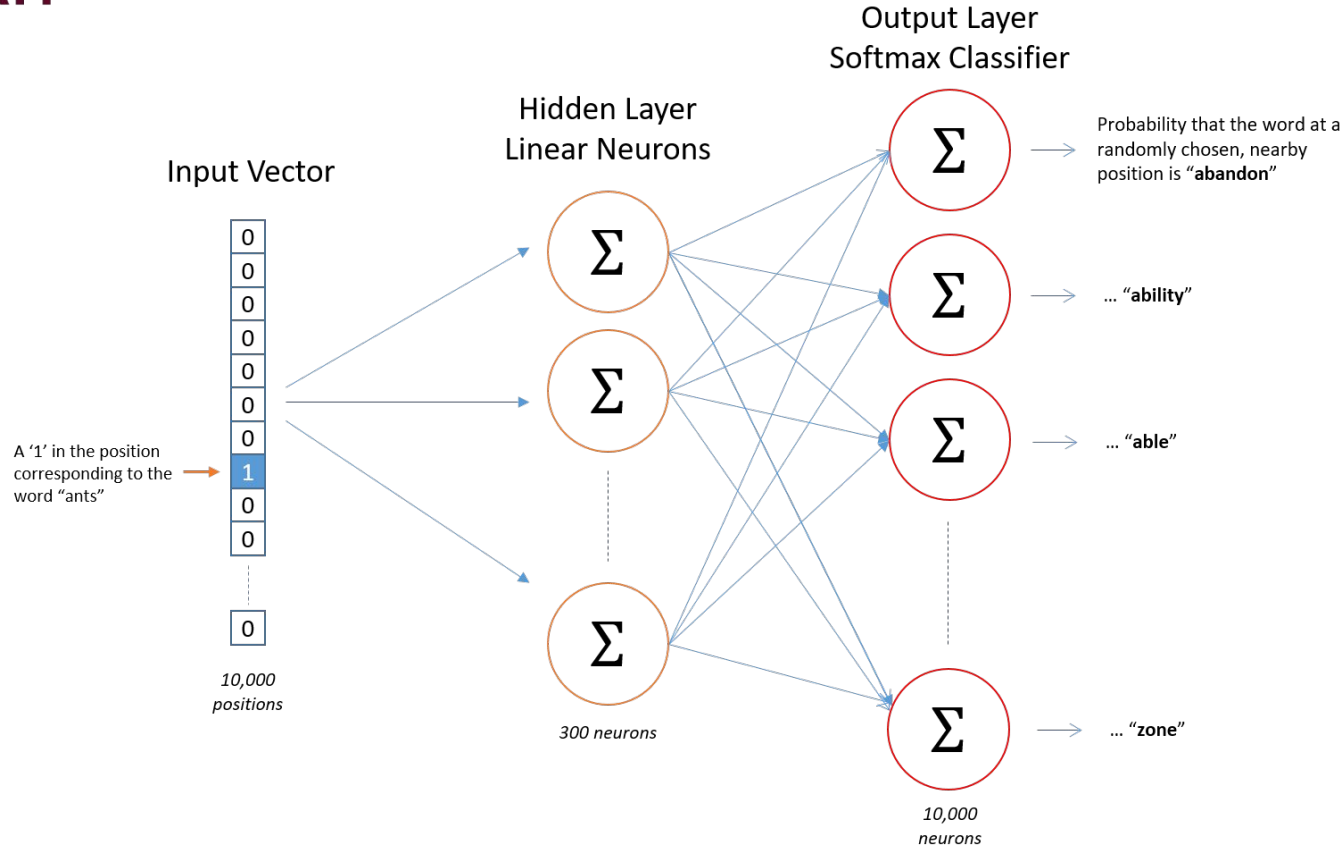 Output Layer
Softmax Classifier
Hidden Layer
Linear Neurons
Input Vector
0
0
0
0
0
0
0
1
0
0
0
A ‘1’ in the position
corresponding to the
word “ants”
10,000
positions
Σ
Σ
Σ
300 neurons
Σ
Σ
Σ
Σ
10,000
neurons
Probability that the word at a
randomly chosen, nearby
position is “abandon”
... “ability”
... “able”
... “zone”